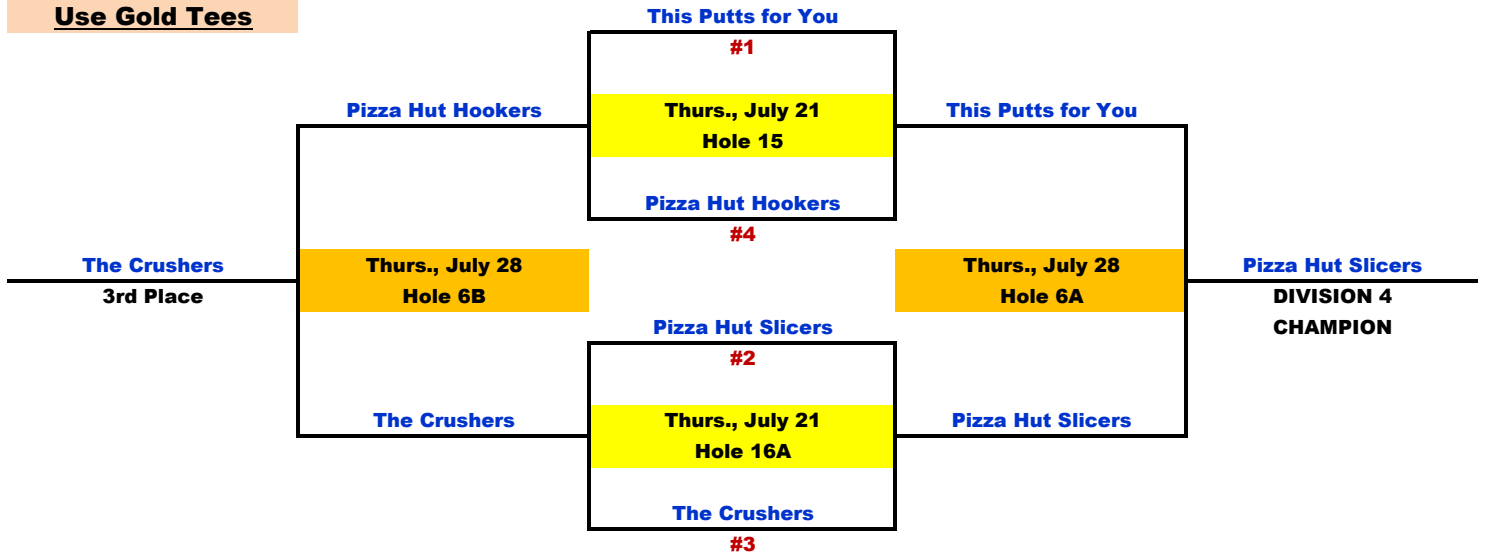 Use Gold Tees
This Putts for You
#1
Pizza Hut Hookers
Thurs., July 21
Hole 15
This Putts for You
Pizza Hut Hookers
#4
The Crushers
3rd Place
Thurs., July 28
Hole 6B
Thurs., July 28
Hole 6A
Pizza Hut Slicers
DIVISION 4
CHAMPION
Pizza Hut Slicers
#2
The Crushers
Thurs., July 21
Hole 16A
Pizza Hut Slicers
The Crushers
#3